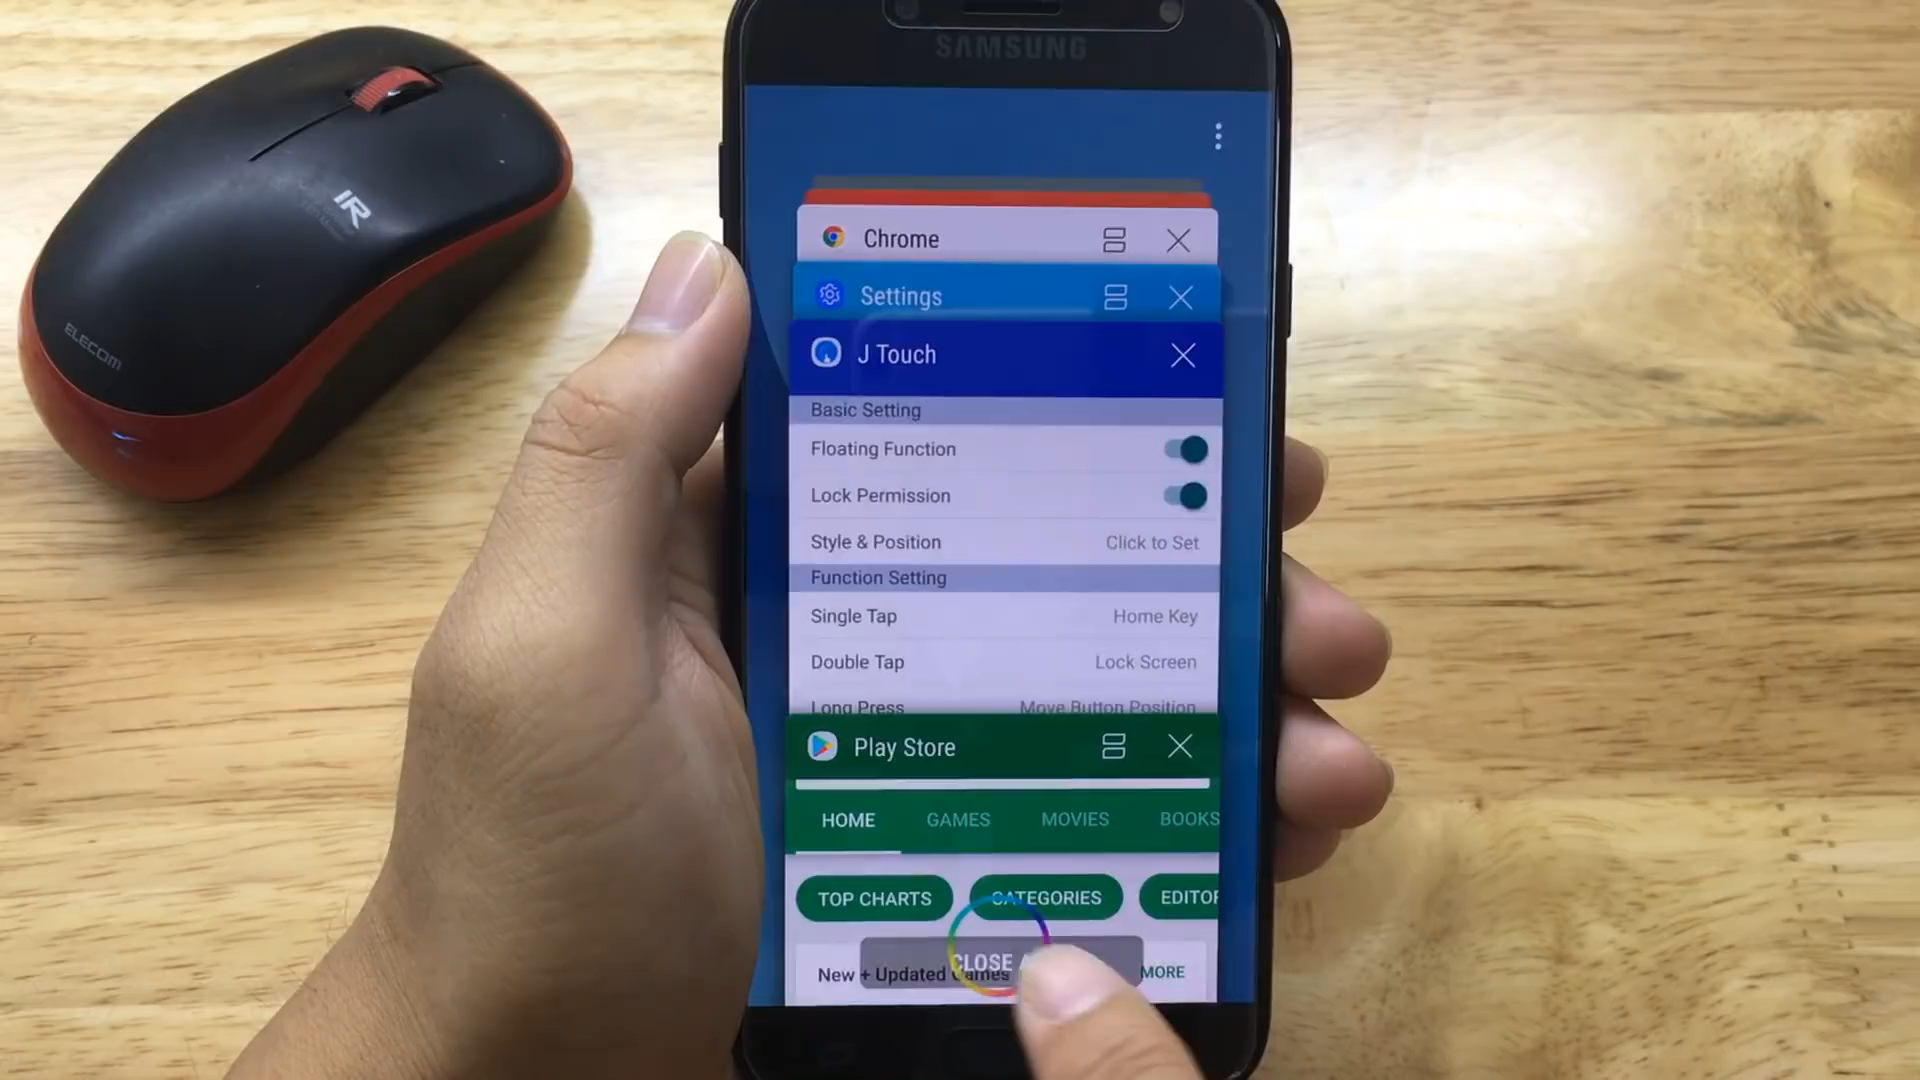 SAMSUNG
IR
ELECOM
Chrome
Settings
J Touch
Basic Setting
Floating Function
Lock Permission
Style & Position Click to Set
Function Setting
Single Tap Home Key
Double Tap Lock Screen
Long Press Move Button Position
Play Store
HOME GAMES MOVIES BOOKS
TOP CHARTS CATEGORIES EDITOR
CLOSE A
New + Updated Games MORE